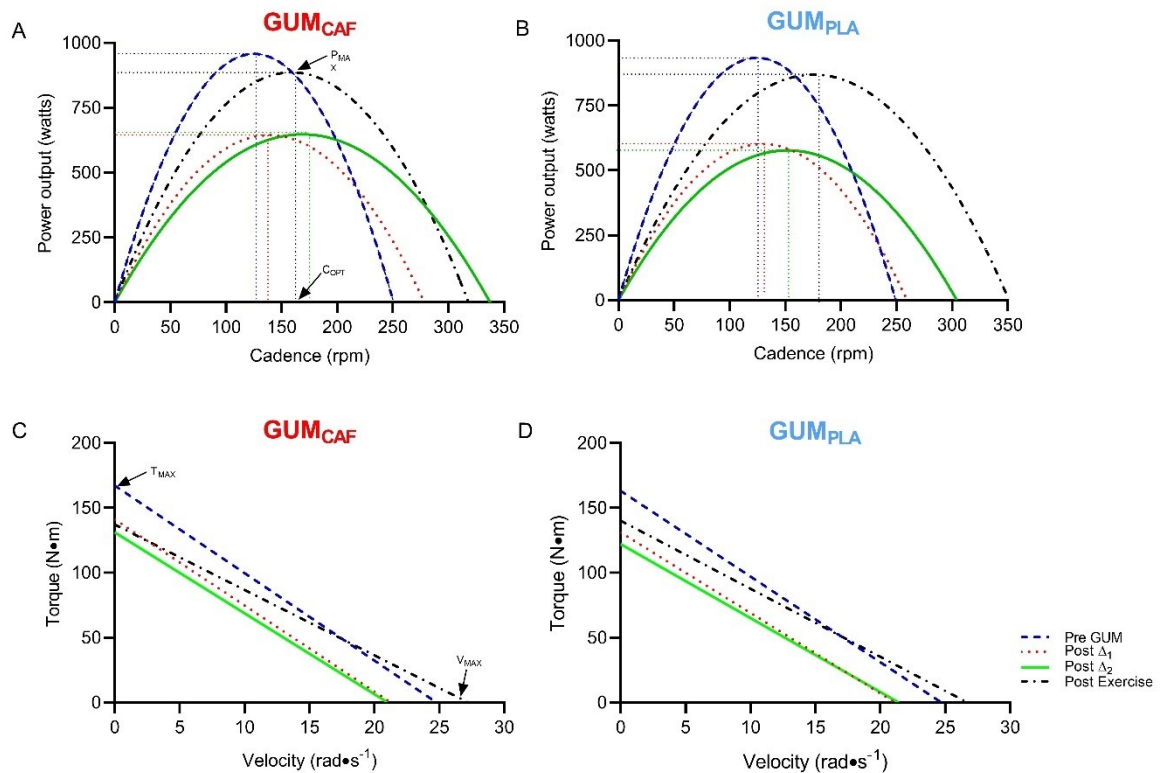 A
GUMCAF
Power output (watts)
1000
750
500
250
0
PMA
X
COPT
0 50 100 150 200 250 300 350
Cadence (rpm)
B
GUMPLA
Power output (watts)
1000
750
500
250
0
0 50 100 150 200 250 300 350
Cadence (rpm)
C
GUMCAF
Torque (N•m)
200
150
100
50
0
TMAX
VMAX
0 5 10 15 20 25 30
Velocity (rad•s-1)
D
GUMPLA
Torque (N•m)
200
150
100
50
0
0 5 10 15 20 25 30
Velocity (rad•s-1)
Pre GUM
Post Δ1
Post Δ2
Post Exercise